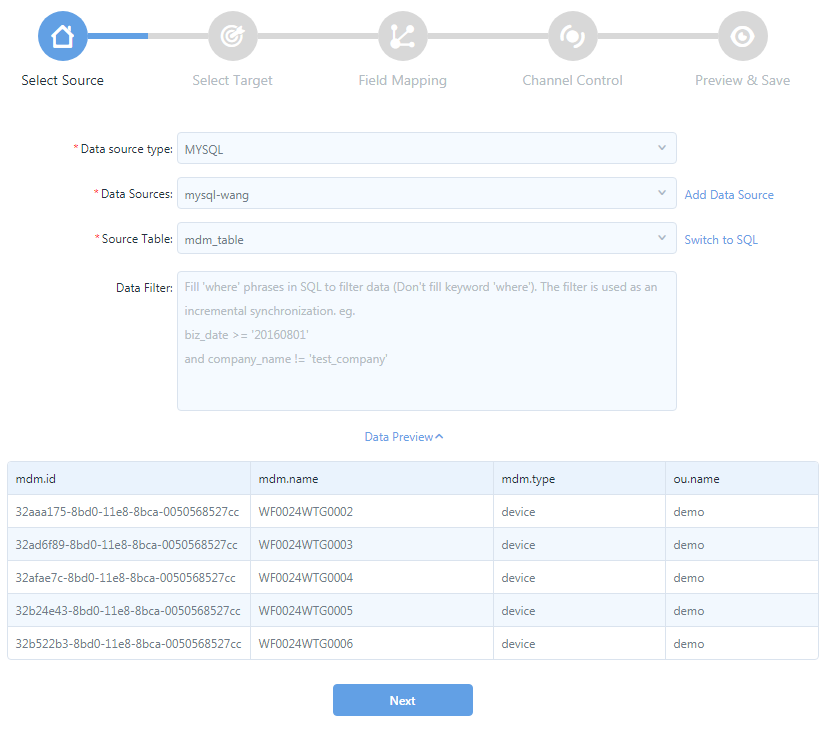 Select Source Select Target Field Mapping Channel Control Preview & Save
* Data source type: MYSQL
* Data Sources: mysql-wang Add Data Source
* Source Table: mdm_table Switch to SQL
Data Filter: Fill 'where' phrases in SQL to filter data (Don't fill keyword 'where'). The filter is used as an
incremental synchronization. eg.
biz_date >= '20160801'
and company_name != 'test_company'
Data Preview
mdm.id mdm.name mdm.type ou.name
32aaa175-8bd0-11e8-8bca-0050568527cc WF0024WTG0002 device demo
32ad6f89-8bd0-11e8-8bca-0050568527cc WF0024WTG0003 device demo
32afae7c-8bd0-11e8-8bca-0050568527cc WF0024WTG0004 device demo
32b24e43-8bd0-11e8-8bca-0050568527cc WF0024WTG0005 device demo
32b522b3-8bd0-11e8-8bca-0050568527cc WF0024WTG0006 device demo
Next